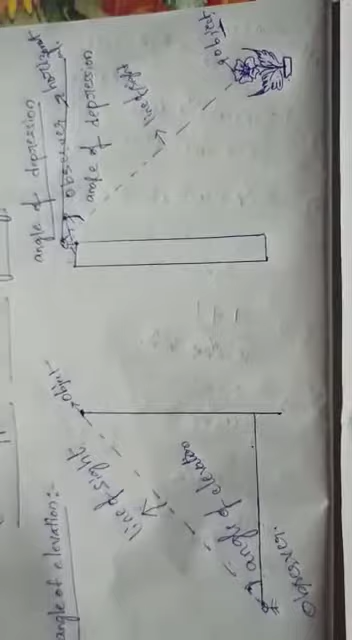 angle of elevation:-
object
line of sight
angle of elevation
observer
angle of depression
observer
horizontal
angle of depression
line of sight
object